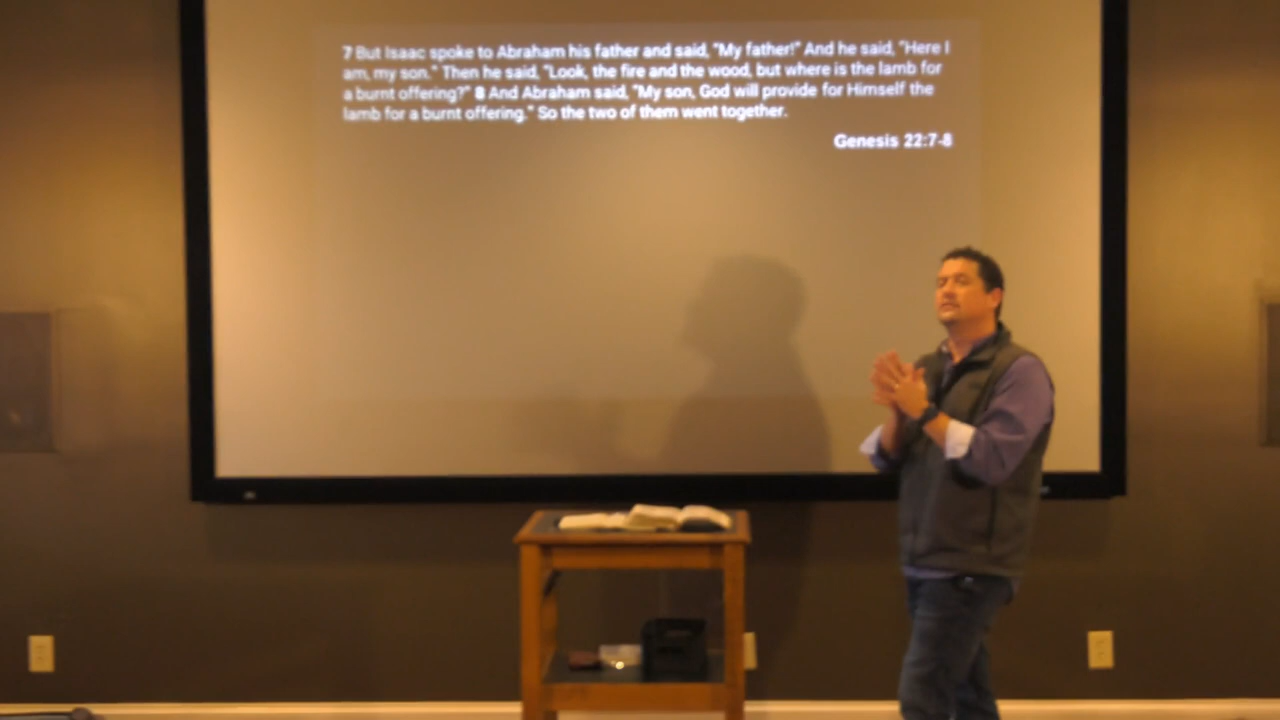 7 But Isaac spoke to Abraham his father and said, "My father!" And he said, "Here I
am, my son." Then he said, "Look, the fire and the wood, but where is the lamb for
a burnt offering?" 8 And Abraham said, "My son, God will provide for Himself the
lamb for a burnt offering." So the two of them went together.
Genesis 22:7-8